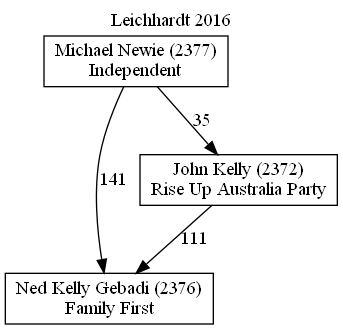 Leichhardt 2016
Michael Newie (2377)
Independent
35
John Kelly (2372)
Rise Up Australia Party
141
111
Ned Kelly Gebadi (2376)
Family First